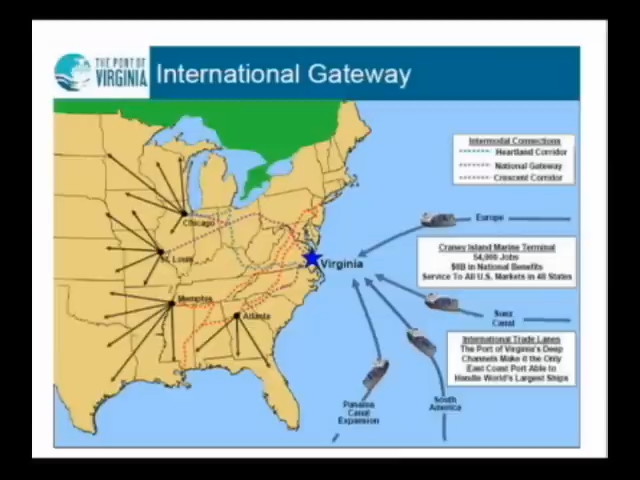 THE PORT OF
VIRGINIA
International Gateway
Intermodal Connections
Heartland Corridor
National Gateway
Crescent Corridor
Europe
Craney Island Marine Terminal
54,000 Jobs
$6B in National Benefits
Service To All U.S. Markets in 48 States
Chicago
St. Louis
Virginia
Memphis
Atlanta
Suez
Canal
International Trade Lanes
The Port of Virginia's Deep
Channels Make it the Only
East Coast Port Able to
Handle World's Largest Ships
Panama
Canal
Expansion
South
America